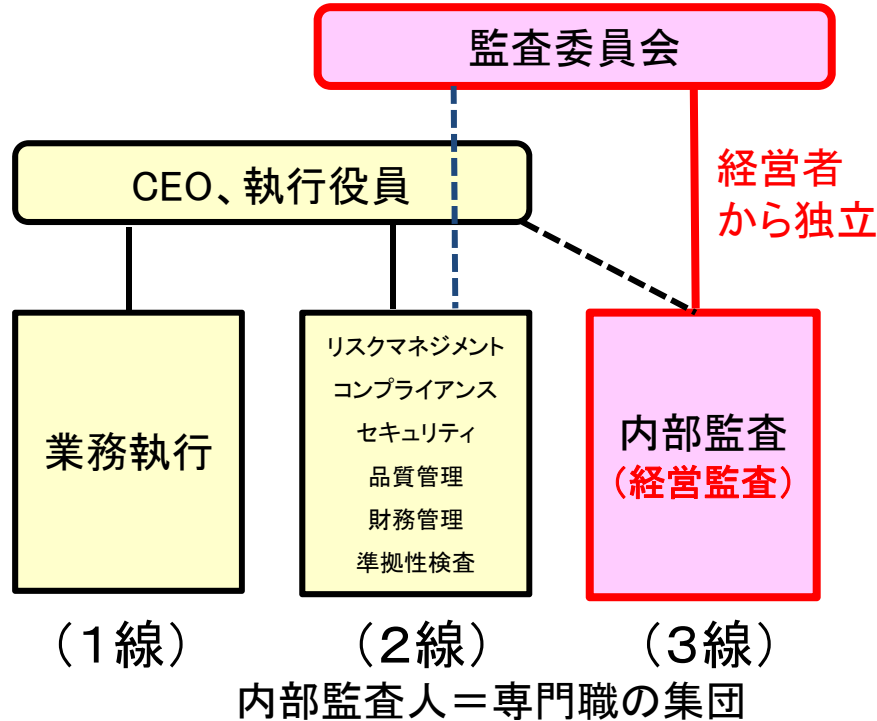 監査委員会
CEO、執行役員
経営者
から独立
業務執行
リスクマネジメント
コンプライアンス
セキュリティ
品質管理
財務管理
準拠性検査
内部監査
（経営監査）
（１線）
（２線）
（３線）
内部監査人＝専門職の集団